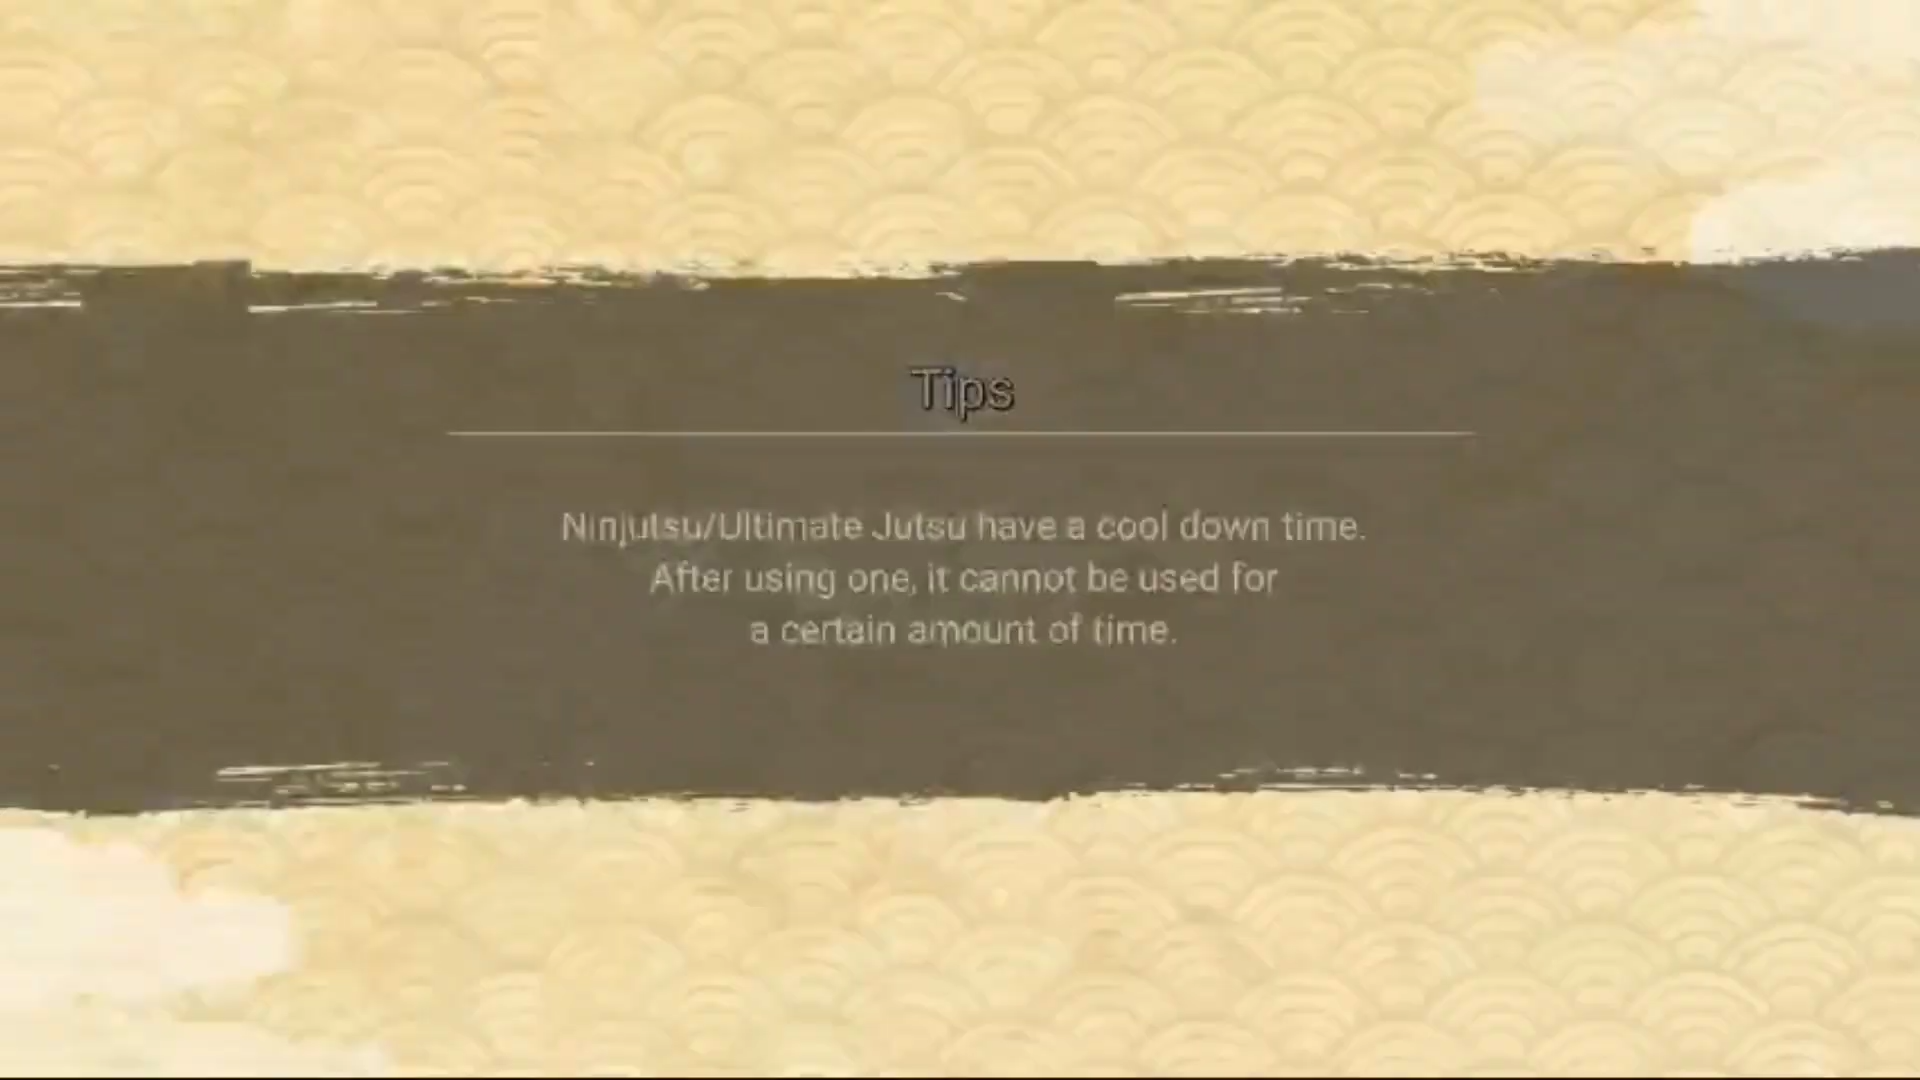 Tips
Ninjutsu/Ultimate Jutsu have a cool down time.
After using one, it cannot be used for
a certain amount of time.